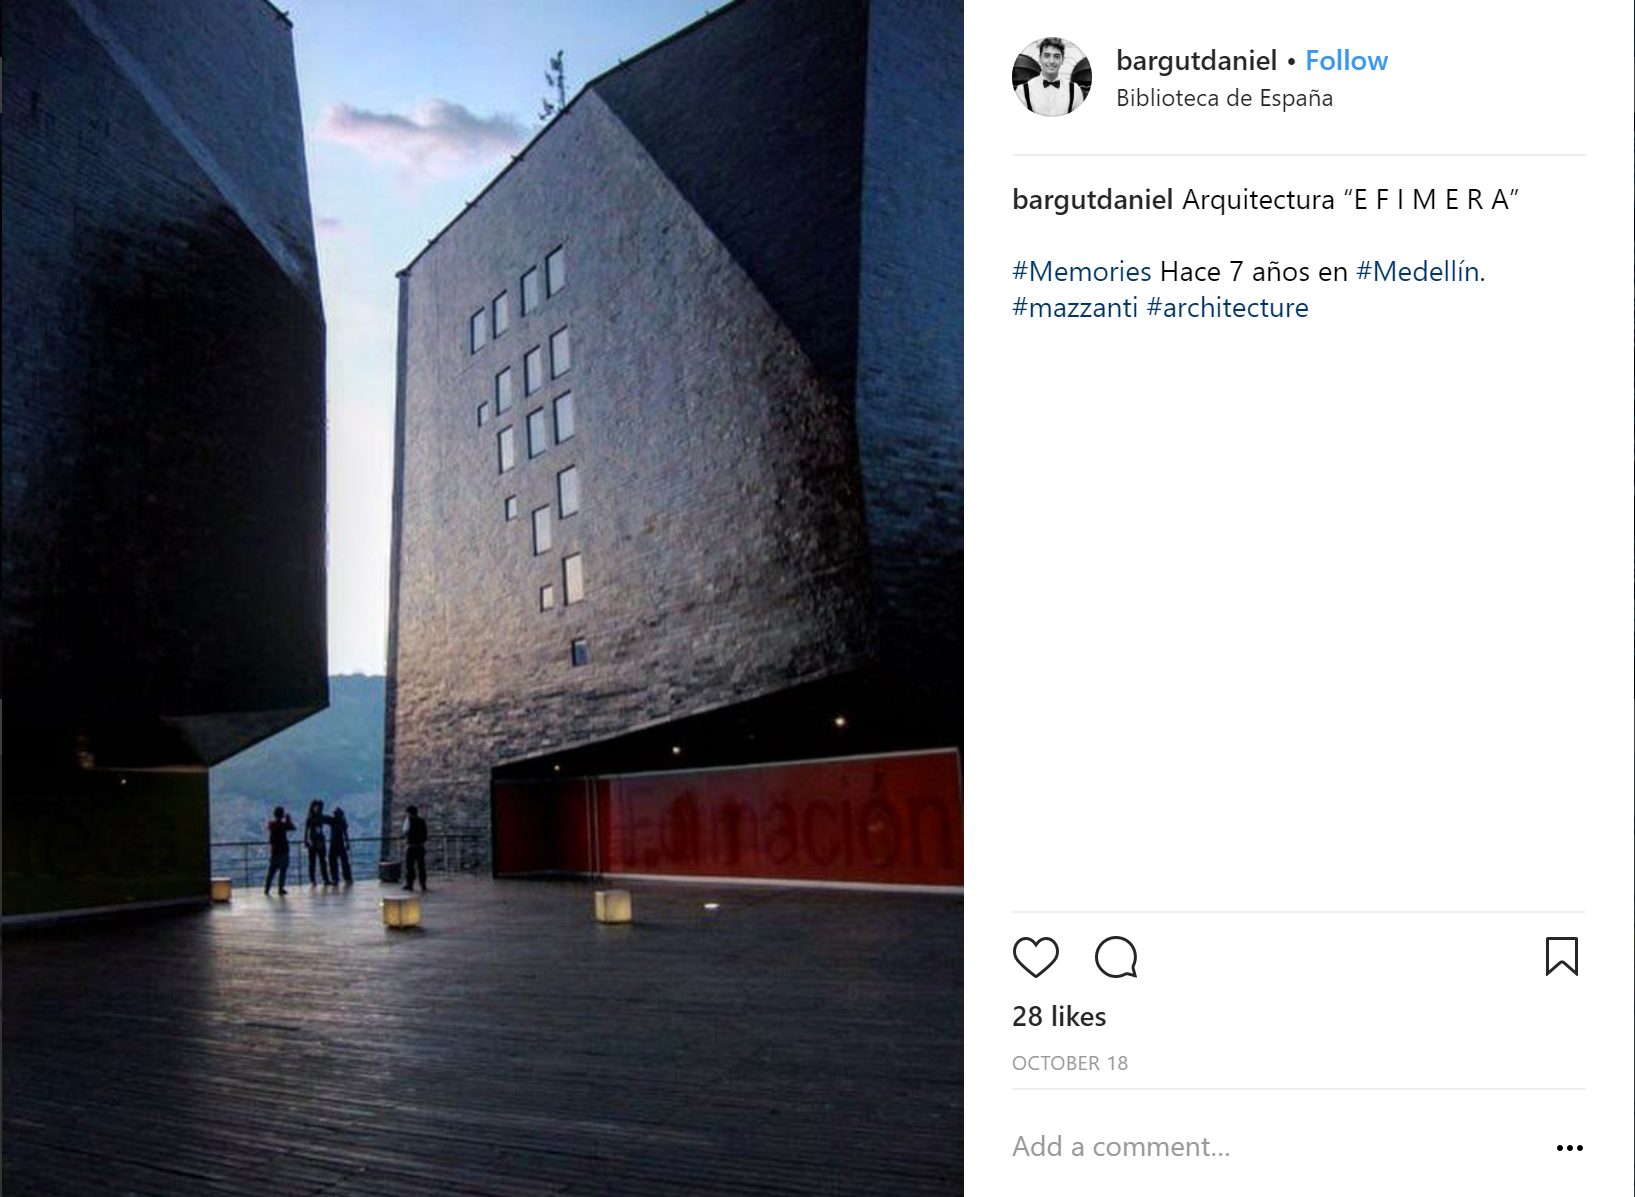 Formación
bargutdaniel • Follow
Biblioteca de España
bargutdaniel Arquitectura “E F I M E R A”
#Memories Hace 7 años en #Medellín.
#mazzanti #architecture
28 likes
OCTOBER 18
Add a comment...